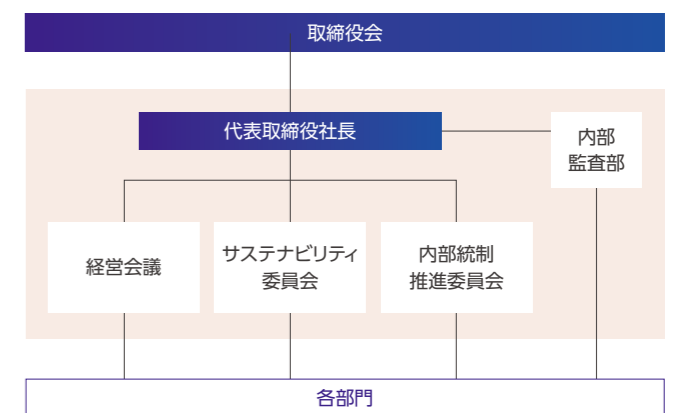 取締役会
代表取締役社長
内部
監査部
経営会議
サステナビリティ
委員会
内部統制
推進委員会
各部門